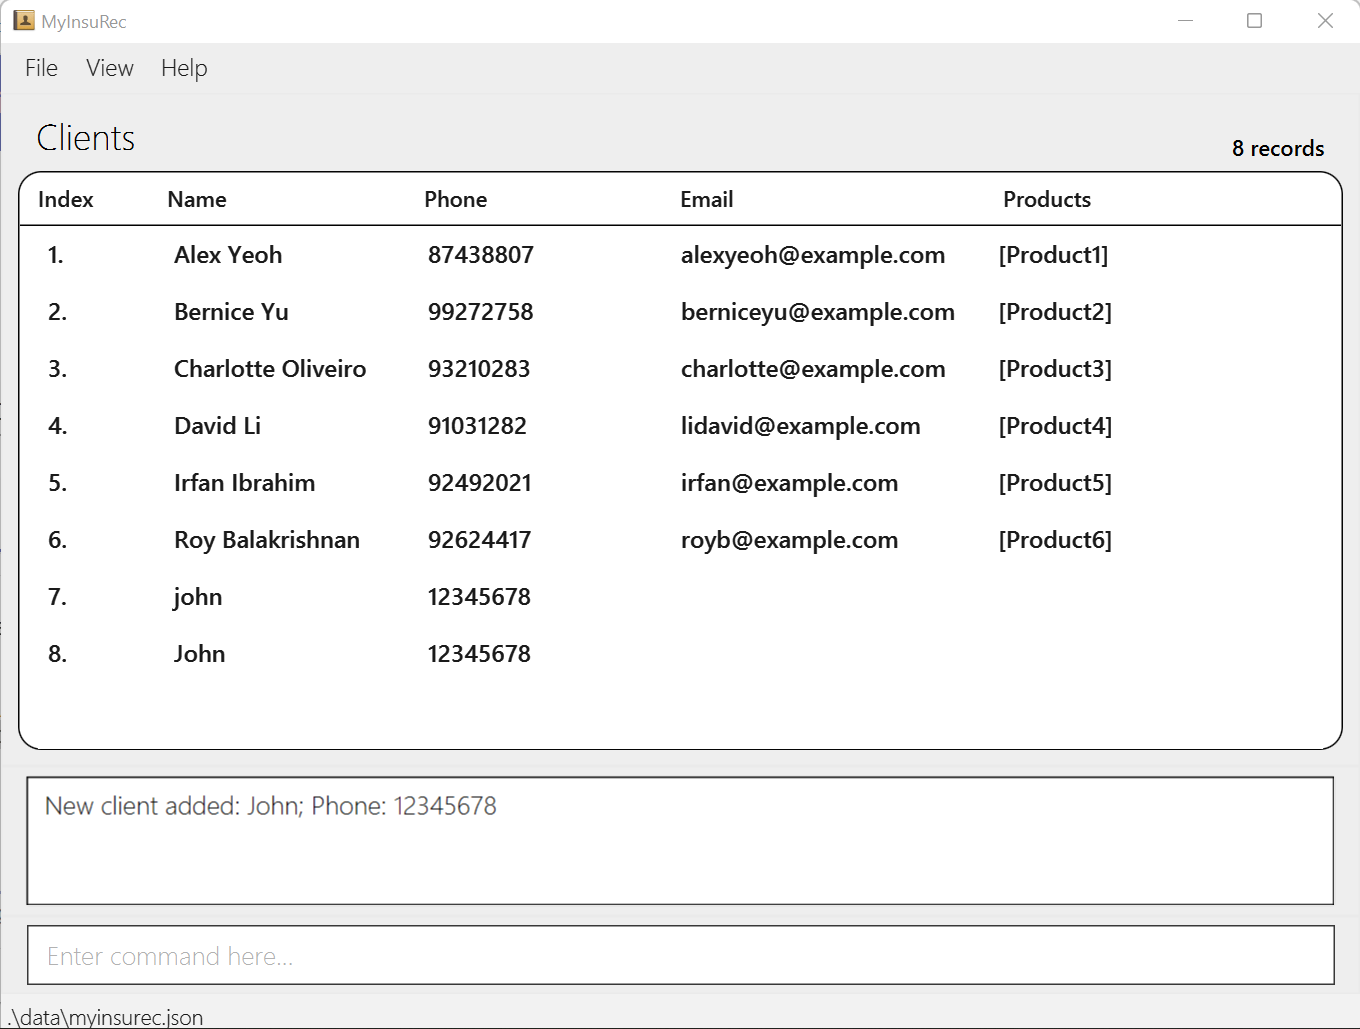 MyInsuRec
File View Help
Clients
8 records
Index Name Phone Email Products
1. Alex Yeoh 87438807 alexyeoh@example.com [Product1]
2. Bernice Yu 99272758 berniceyu@example.com [Product2]
3. Charlotte Oliveiro 93210283 charlotte@example.com [Product3]
4. David Li 91031282 lidavid@example.com [Product4]
5. Irfan Ibrahim 92492021 irfan@example.com [Product5]
6. Roy Balakrishnan 92624417 royb@example.com [Product6]
7. john 12345678
8. John 12345678
New client added: John; Phone: 12345678
Enter command here...
.\data\myinsurec.json